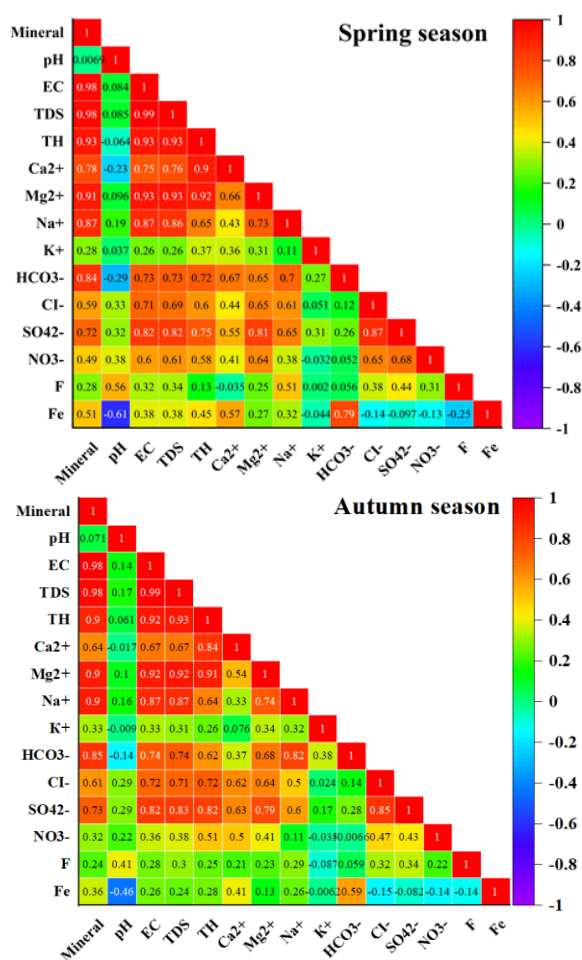 Spring season
Mineral 1
pH 0.0069 1
EC 0.98 0.084 1
TDS 0.98 0.085 0.99 1
TH 0.93 -0.064 0.93 0.93 1
Ca2+ 0.78 -0.23 0.75 0.76 0.9 1
Mg2+ 0.91 0.096 0.93 0.93 0.92 0.66 1
Na+ 0.87 0.19 0.87 0.86 0.65 0.43 0.73 1
K+ 0.28 0.037 0.26 0.26 0.37 0.36 0.31 0.11 1
HCO3- 0.84 -0.29 0.73 0.73 0.72 0.67 0.65 0.7 0.27 1
CI- 0.59 0.33 0.71 0.69 0.6 0.44 0.65 0.61 0.051 0.12 1
SO42- 0.72 0.32 0.82 0.82 0.75 0.55 0.81 0.65 0.31 0.26 0.87 1
NO3- 0.49 0.38 0.6 0.61 0.58 0.41 0.64 0.38 -0.032 0.052 0.65 0.68 1
F 0.28 0.56 0.32 0.34 0.13 -0.035 0.25 0.51 0.002 0.056 0.38 0.44 0.31 1
Fe 0.51 -0.61 0.38 0.38 0.45 0.57 0.27 0.32 -0.044 0.79 -0.14 -0.097 -0.13 -0.25 1
Mineral pH EC TDS TH Ca2+ Mg2+ Na+ K+ HCO3- CI- SO42- NO3- F Fe
1
0.8
0.6
0.4
0.2
0
-0.2
-0.4
-0.6
-0.8
-1
Autumn season
Mineral 1
pH 0.071 1
EC 0.98 0.14 1
TDS 0.98 0.17 0.99 1
TH 0.9 0.061 0.92 0.93 1
Ca2+ 0.64 -0.017 0.67 0.67 0.84 1
Mg2+ 0.9 0.1 0.92 0.92 0.91 0.54 1
Na+ 0.9 0.16 0.87 0.87 0.64 0.33 0.74 1
K+ 0.33 -0.009 0.33 0.31 0.26 0.076 0.34 0.32 1
HCO3- 0.85 -0.14 0.74 0.74 0.62 0.37 0.68 0.82 0.38 1
CI- 0.61 0.29 0.72 0.71 0.72 0.62 0.64 0.5 0.024 0.14 1
SO42- 0.73 0.29 0.82 0.83 0.82 0.63 0.79 0.6 0.17 0.28 0.85 1
NO3- 0.32 0.22 0.36 0.38 0.51 0.5 0.41 0.11 0.47 0.43 1
F 0.24 0.41 0.28 0.3 0.25 0.21 0.23 0.29 -0.087 0.059 0.32 0.34 0.22 1
Fe 0.36 -0.46 0.26 0.24 0.28 0.41 0.13 0.26 -0.0062 0.59 -0.15 -0.082 -0.14 -0.14 1
Mineral pH EC TDS TH Ca2+ Mg2+ Na+ K+ HCO3- CI- SO42- NO3- F Fe
1
0.8
0.6
0.4
0.2
0
-0.2
-0.4
-0.6
-0.8
-1